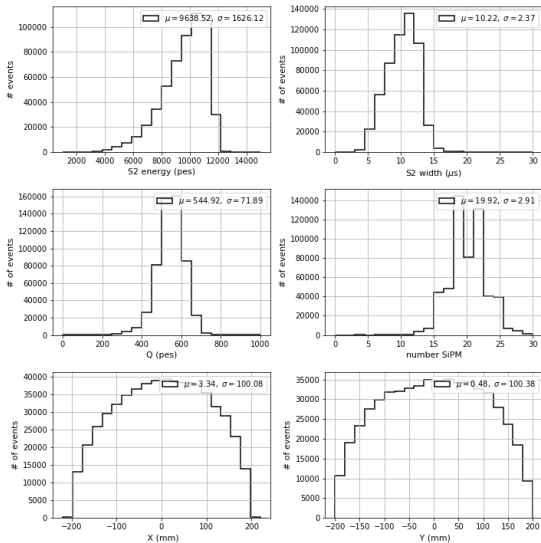 μ = 9638.52, σ = 1626.12
# events
100000
80000
60000
40000
20000
0
2000 4000 6000 8000 10000 12000 14000
S2 energy (pes)
μ = 10.22, σ = 2.37
# of events
140000
120000
100000
80000
60000
40000
20000
0
0 5 10 15 20 25 30
S2 width (μs)
μ = 544.92, σ = 71.89
# of events
160000
140000
120000
100000
80000
60000
40000
20000
0
0 200 400 600 800 1000
Q (pes)
μ = 19.92, σ = 2.91
# of events
140000
120000
100000
80000
60000
40000
20000
0
0 5 10 15 20 25 30
number SiPM
μ = 3.34, σ = 100.08
# of events
40000
35000
30000
25000
20000
15000
10000
5000
0
−200 −100 0 100 200
X (mm)
μ = 0.48, σ = 100.38
# of events
35000
30000
25000
20000
15000
10000
5000
0
−200 −150 −100 −50 0 50 100 150 200
Y (mm)